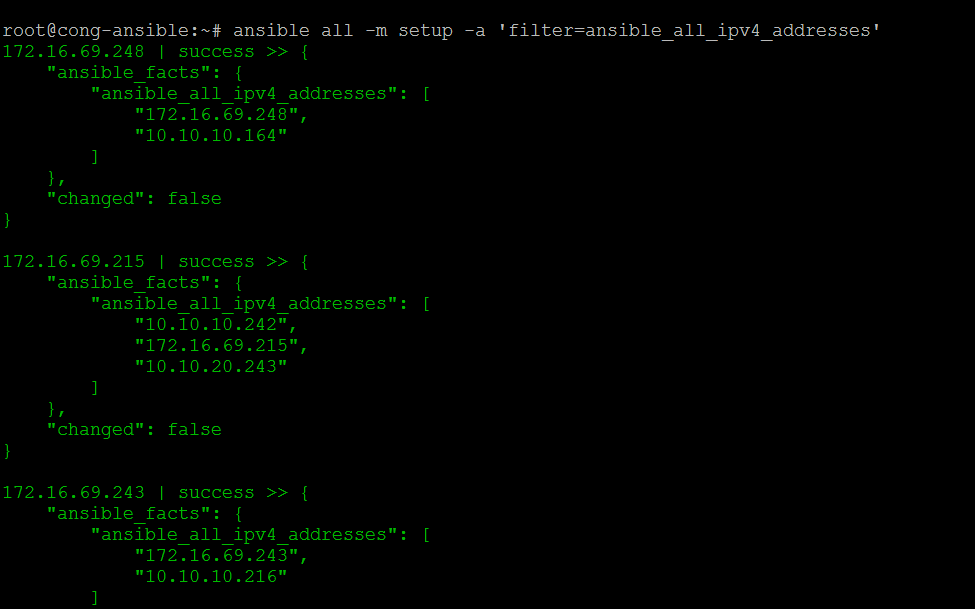 root@cong-ansible:~# ansible all -m setup -a 'filter=ansible_all_ipv4_addresses'
172.16.69.248 | success >> {
    "ansible_facts": {
        "ansible_all_ipv4_addresses": [
            "172.16.69.248",
            "10.10.10.164"
        ]
    },
    "changed": false
}

172.16.69.215 | success >> {
    "ansible_facts": {
        "ansible_all_ipv4_addresses": [
            "10.10.10.242",
            "172.16.69.215",
            "10.10.20.243"
        ]
    },
    "changed": false
}

172.16.69.243 | success >> {
    "ansible_facts": {
        "ansible_all_ipv4_addresses": [
            "172.16.69.243",
            "10.10.10.216"
        ]